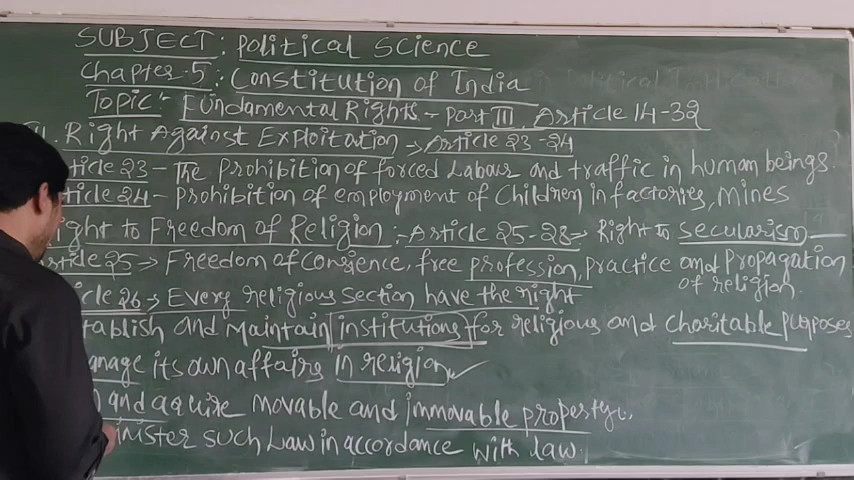 SUBJECT: Political Science
Chapter-5: Constitution of India
Topic:- Fundamental Rights - Part III. Article 14-32
III. Right Against Exploitation → Article 23-24
ticle 23 - The Prohibition of forced Labour and traffic in human beings.
ticle 24 - Prohibition of employment of Children in factories, mines
ight to Freedom of Religion :- Article 25-28 → Right to Secularism
ticle 25 → Freedom of Consience, free profession, Practice and Propagation
of religion.
icle 26 → Every religious Section have the right
tablish and Maintain institutions for religious and charitable purposes
anage its own affairs in religion
and aquire movable and immovable property
inister such Law in accordance with law.